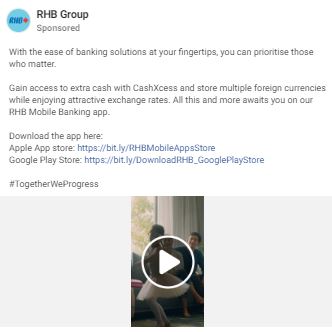 RHB
RHB Group
Sponsored
With the ease of banking solutions at your fingertips, you can prioritise those
who matter.
Gain access to extra cash with CashXcess and store multiple foreign currencies
while enjoying attractive exchange rates. All this and more awaits you on our
RHB Mobile Banking app.
Download the app here:
Apple App store: https://bit.ly/RHBMobileAppsStore
Google Play Store: https://bit.ly/DownloadRHB_GooglePlayStore
#TogetherWeProgress